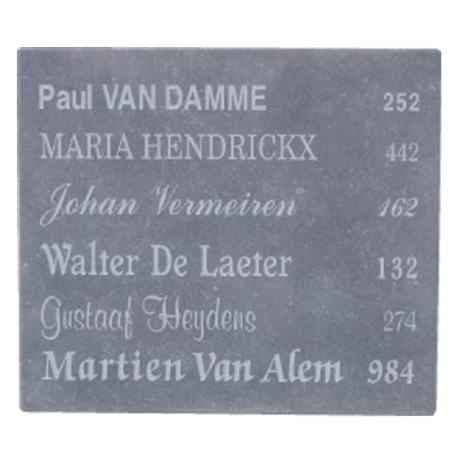 Paul VAN DAMME 252
MARIA HENDRICKX 442
Johan Vermeiren 162
Walter De Laeter 132
Gustaaf Heydens 274
Martien Van Alem 984